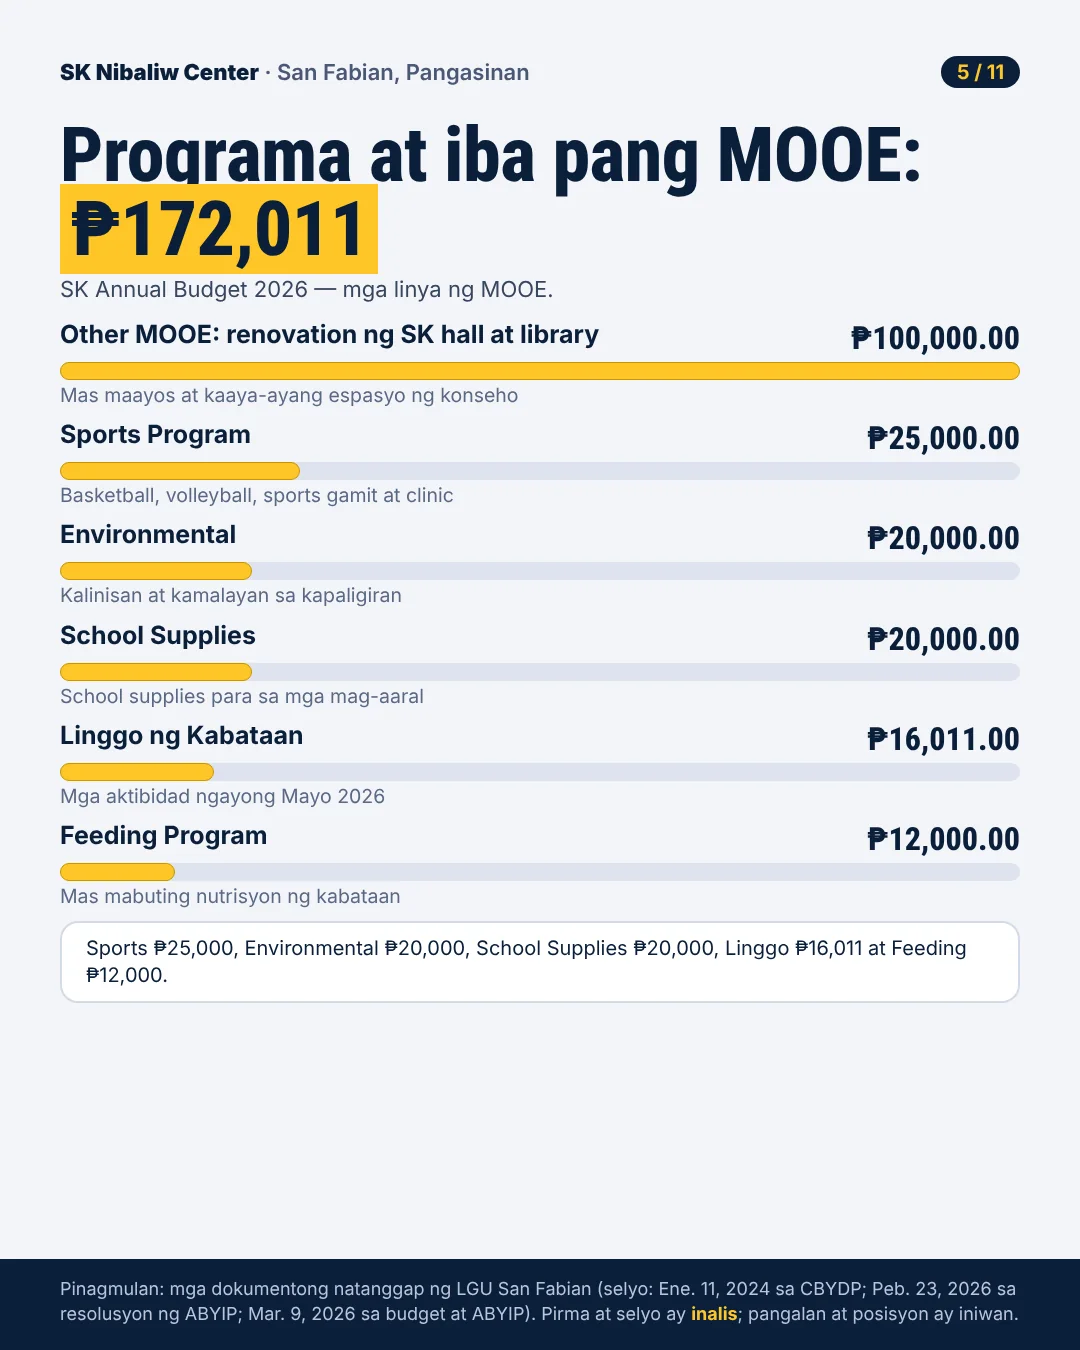 SK Nibaliw Center · San Fabian, Pangasinan
5 / 11
Programa at iba pang MOOE:
₱172,011
SK Annual Budget 2026 — mga linya ng MOOE.
Other MOOE: renovation ng SK hall at library ₱100,000.00
Mas maayos at kaaya-ayang espasyo ng konseho
Sports Program ₱25,000.00
Basketball, volleyball, sports gamit at clinic
Environmental ₱20,000.00
Kalinisan at kamalayan sa kapaligiran
School Supplies ₱20,000.00
School supplies para sa mga mag-aaral
Linggo ng Kabataan ₱16,011.00
Mga aktibidad ngayong Mayo 2026
Feeding Program ₱12,000.00
Mas mabuting nutrisyon ng kabataan
Sports ₱25,000, Environmental ₱20,000, School Supplies ₱20,000, Linggo ₱16,011 at Feeding
₱12,000.
Pinagmulan: mga dokumentong natanggap ng LGU San Fabian (selyo: Ene. 11, 2024 sa CBYDP; Peb. 23, 2026 sa
resolusyon ng ABYIP; Mar. 9, 2026 sa budget at ABYIP). Pirma at selyo ay inalis; pangalan at posisyon ay iniwan.